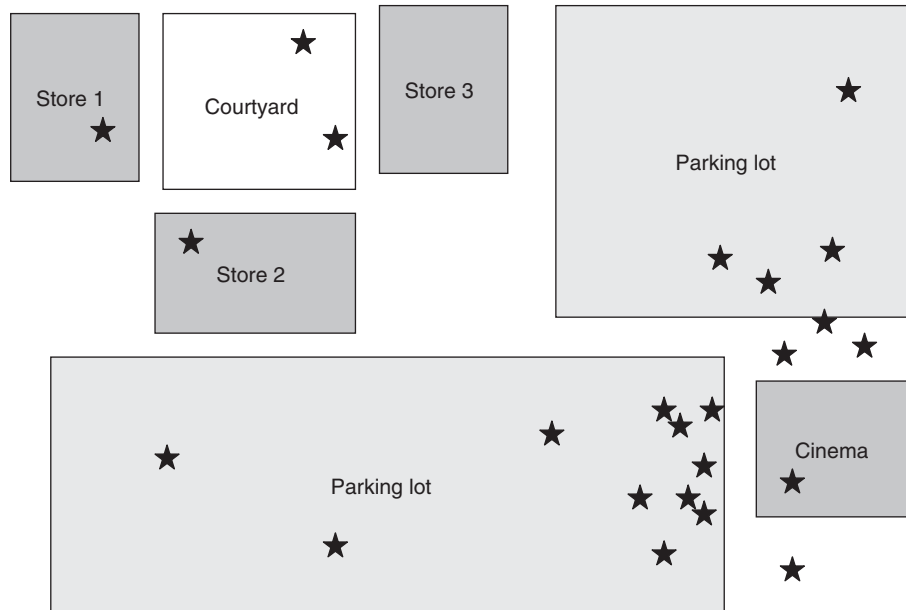 Store 1
Courtyard
Store 3
Parking lot
Store 2
Cinema
Parking lot